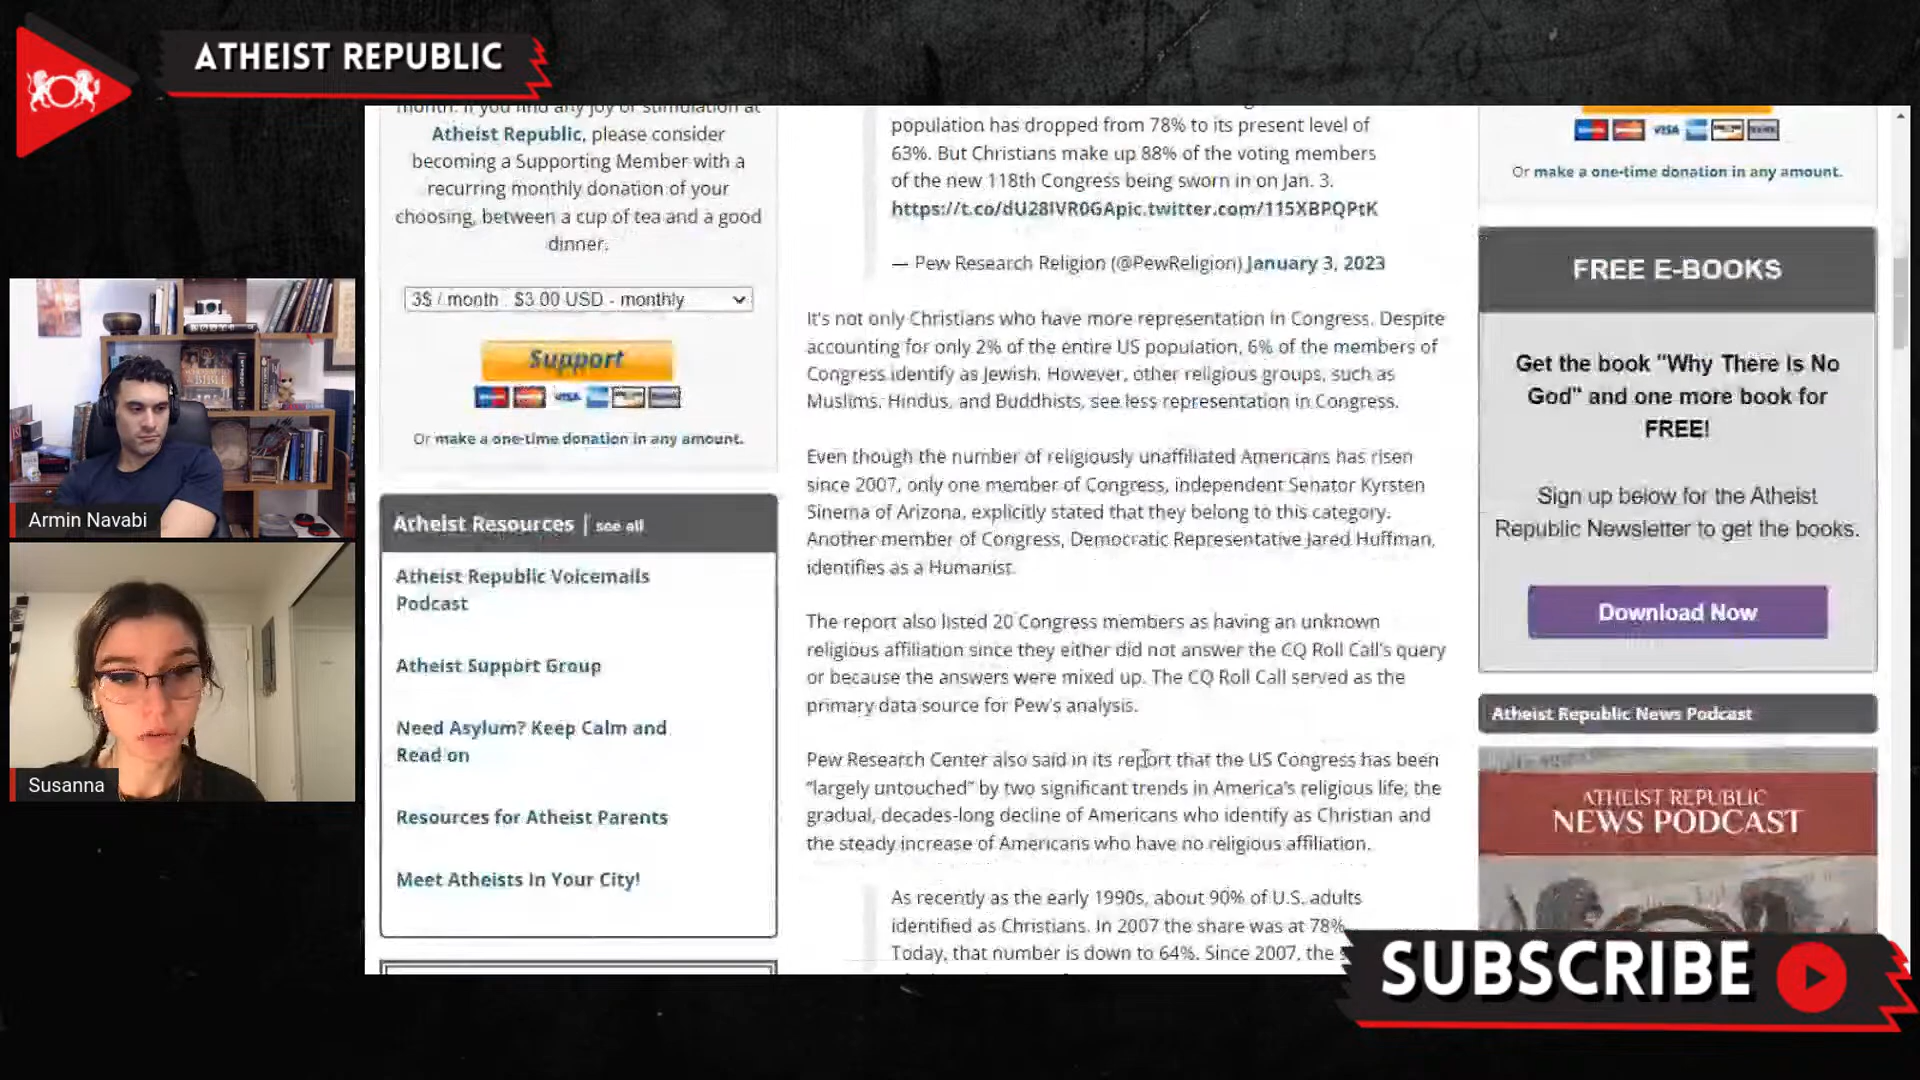 ATHEIST REPUBLIC
month. If you find any joy or stimulation at
Atheist Republic, please consider
becoming a Supporting Member with a
recurring monthly donation of your
choosing, between a cup of tea and a good
dinner.
3$ / month : $3.00 USD - monthly
Support
VISA
Or make a one-time donation in any amount.
Atheist Resources | see all
Atheist Republic Voicemails
Podcast
Atheist Support Group
Need Asylum? Keep Calm and
Read on
Resources for Atheist Parents
Meet Atheists In Your City!
population has dropped from 78% to its present level of
63%. But Christians make up 88% of the voting members
of the new 118th Congress being sworn in on Jan. 3.
https://t.co/dU28IVR0GApic.twitter.com/115XBPQPtK
— Pew Research Religion (@PewReligion) January 3, 2023
It's not only Christians who have more representation in Congress. Despite
accounting for only 2% of the entire US population, 6% of the members of
Congress identify as Jewish. However, other religious groups, such as
Muslims, Hindus, and Buddhists, see less representation in Congress.
Even though the number of religiously unaffiliated Americans has risen
since 2007, only one member of Congress, independent Senator Kyrsten
Sinema of Arizona, explicitly stated that they belong to this category.
Another member of Congress, Democratic Representative Jared Huffman,
identifies as a Humanist.
The report also listed 20 Congress members as having an unknown
religious affiliation since they either did not answer the CQ Roll Call's query
or because the answers were mixed up. The CQ Roll Call served as the
primary data source for Pew's analysis.
Pew Research Center also said in its report that the US Congress has been
"largely untouched" by two significant trends in America's religious life; the
gradual, decades-long decline of Americans who identify as Christian and
the steady increase of Americans who have no religious affiliation.
As recently as the early 1990s, about 90% of U.S. adults
identified as Christians. In 2007 the share was at 78%.
Today, that number is down to 64%. Since 2007, the
VISA
Or make a one-time donation in any amount.
FREE E-BOOKS
Get the book "Why There Is No
God" and one more book for
FREE!
Sign up below for the Atheist
Republic Newsletter to get the books.
Download Now
Atheist Republic News Podcast
ATHEIST REPUBLIC
NEWS PODCAST
Armin Navabi
Susanna
SUBSCRIBE